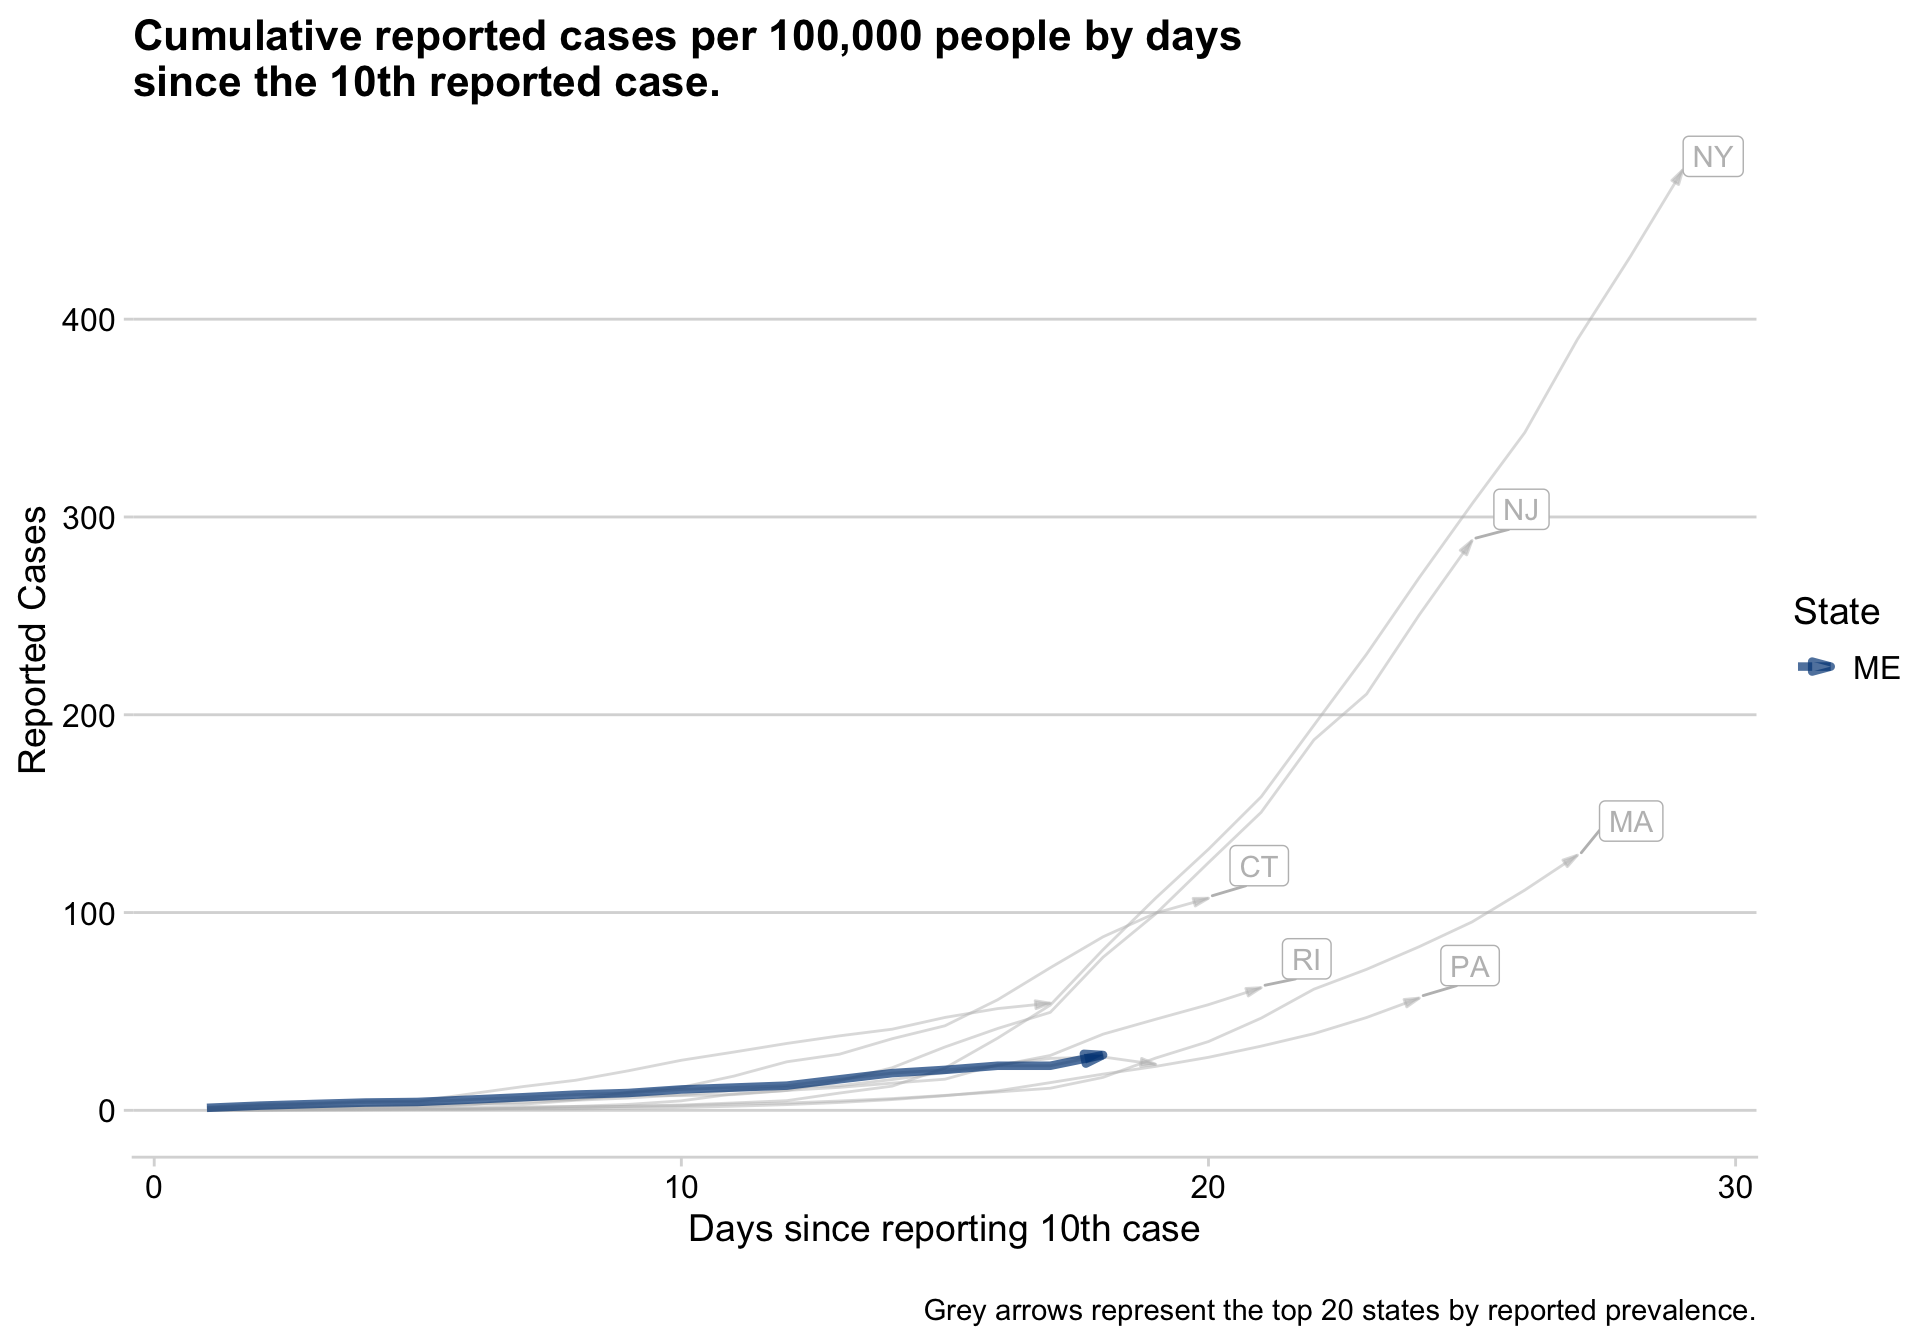 Cumulative reported cases per 100,000 people by days
since the 10th reported case.
NY
400
NJ
300
Reported Cases
State
ME
200
MA
CT
100
RI
PA
0
0
10
20
30
Days since reporting 10th case
Grey arrows represent the top 20 states by reported prevalence.